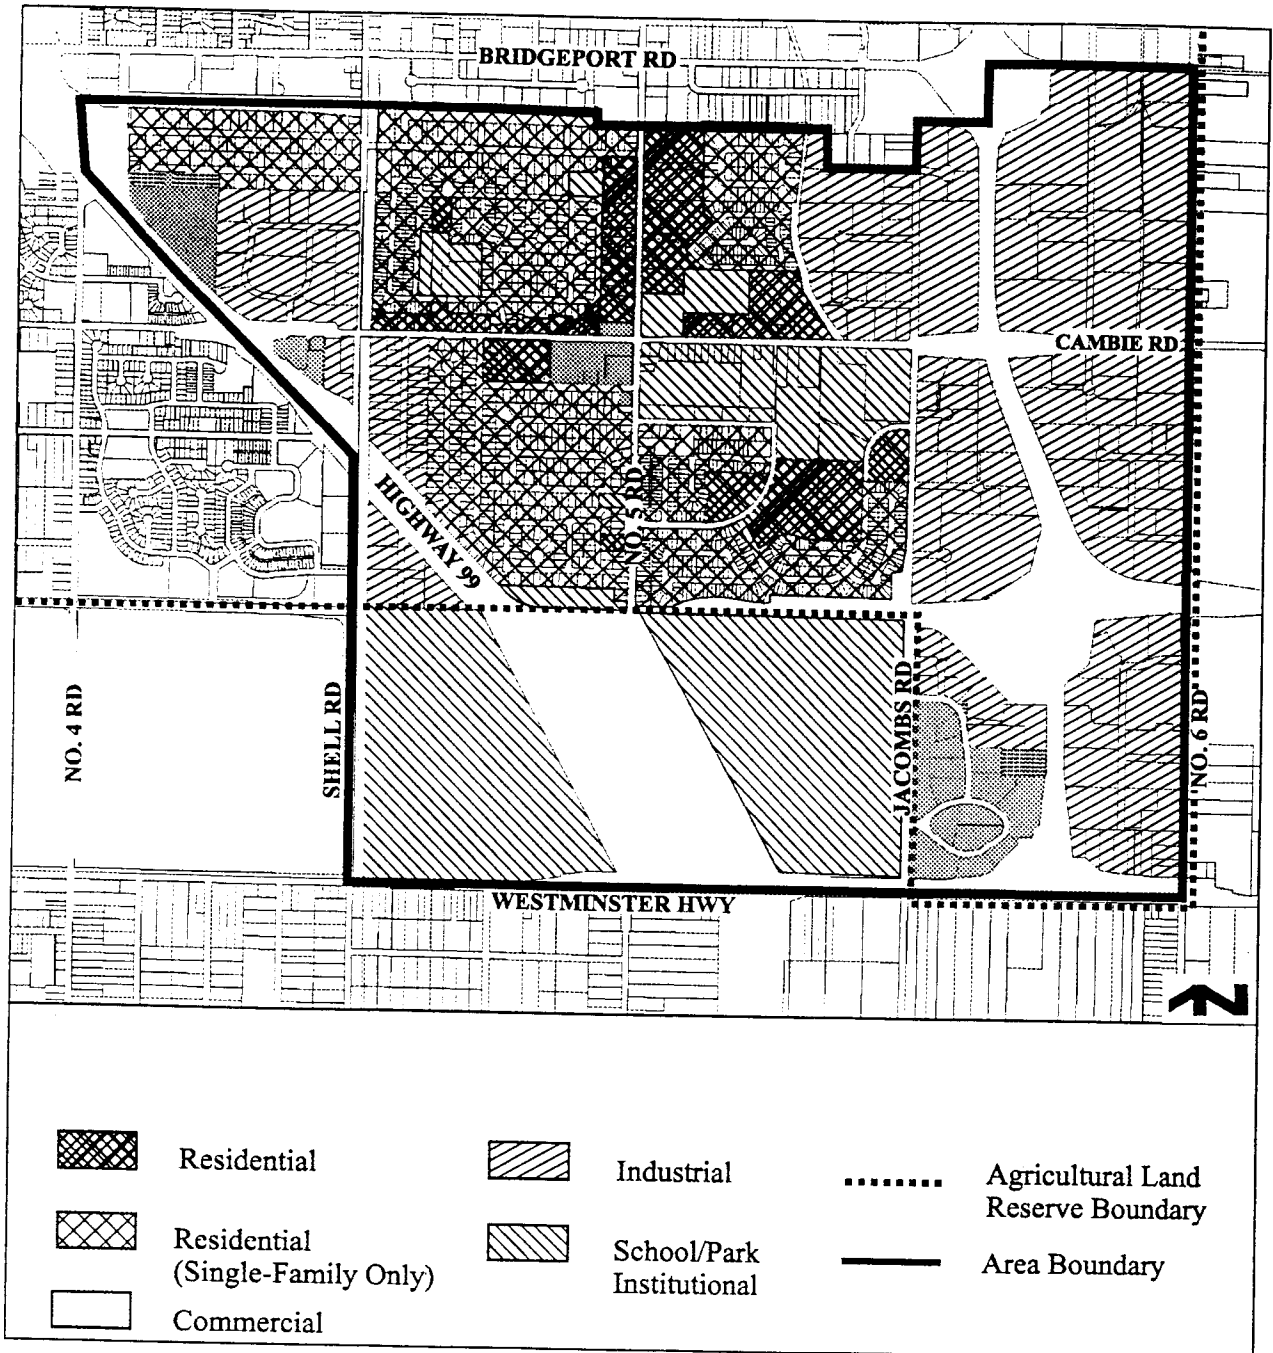 BRIDGEPORT RD
CAMBIE RD
HIGHWAY 99
NO. 5 RD
NO. 4 RD
SHELL RD
JACOMBS RD
NO. 6 RD
WESTMINSTER HWY
N
Residential
Industrial
Agricultural Land
Reserve Boundary
Residential
(Single-Family Only)
School/Park
Institutional
Area Boundary
Commercial